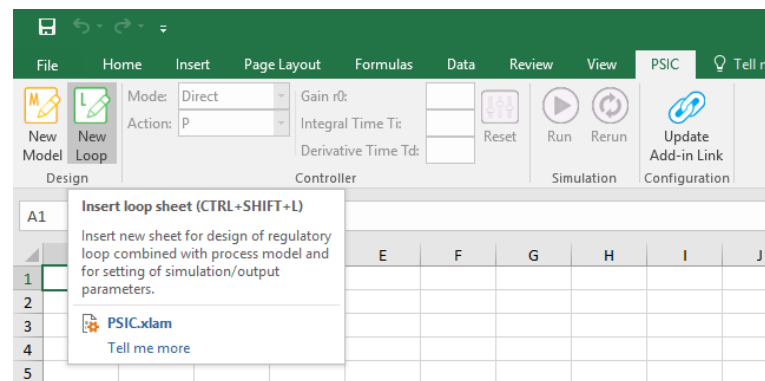 File Home Insert Page Layout Formulas Data Review View PSIC Tell
M L Mode: Direct Gain r0:
Action: P Integral Time Ti:
New New Derivative Time Td: Reset Run Rerun Update
Model Loop Add-in Link
Design Controller Simulation Configuration
A1
Insert loop sheet (CTRL+SHIFT+L)
Insert new sheet for design of regulatory
loop combined with process model and
for setting of simulation/output
parameters.
PSIC.xlam
Tell me more
E F G H I J
1
2
3
4
5